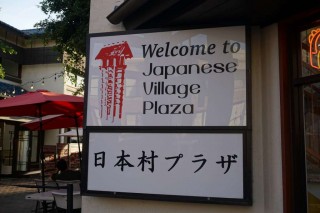 Welcome to
Japanese
Village
Plaza
日本村プラザ